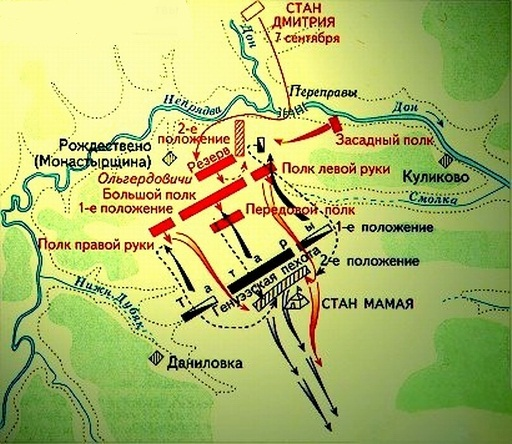 СТАН
ДМИТРИЯ
7 сентября
Дон
Переправы
Непрядва
Дон
2-е
положение
Засадный полк
Рождествено
(Монастырщина)
Резерв
Ольгердовичи
Полк левой руки
Куликово
Большой полк
Смолка
1-е положение
Передовой полк
1-е положение
Полк правой руки
Татары
2-е положение
Генуэзская пехота
Нижн. Дубяк
СТАН МАМАЯ
Даниловка